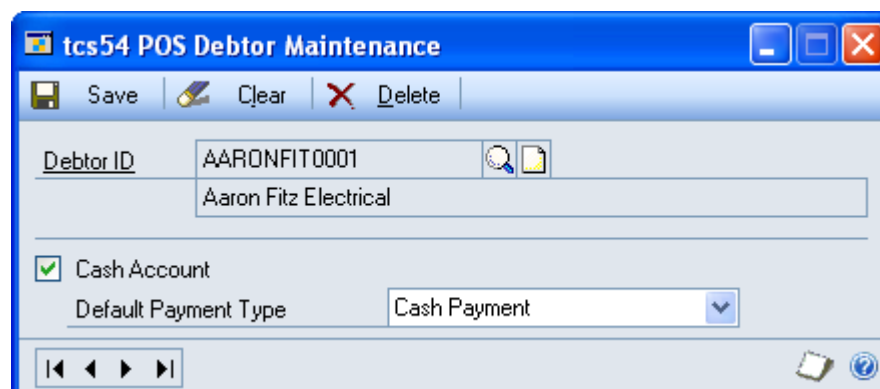 tcs54 POS Debtor Maintenance
Save Clear Delete
Debtor ID AARONFIT0001
Aaron Fitz Electrical
Cash Account
Default Payment Type Cash Payment